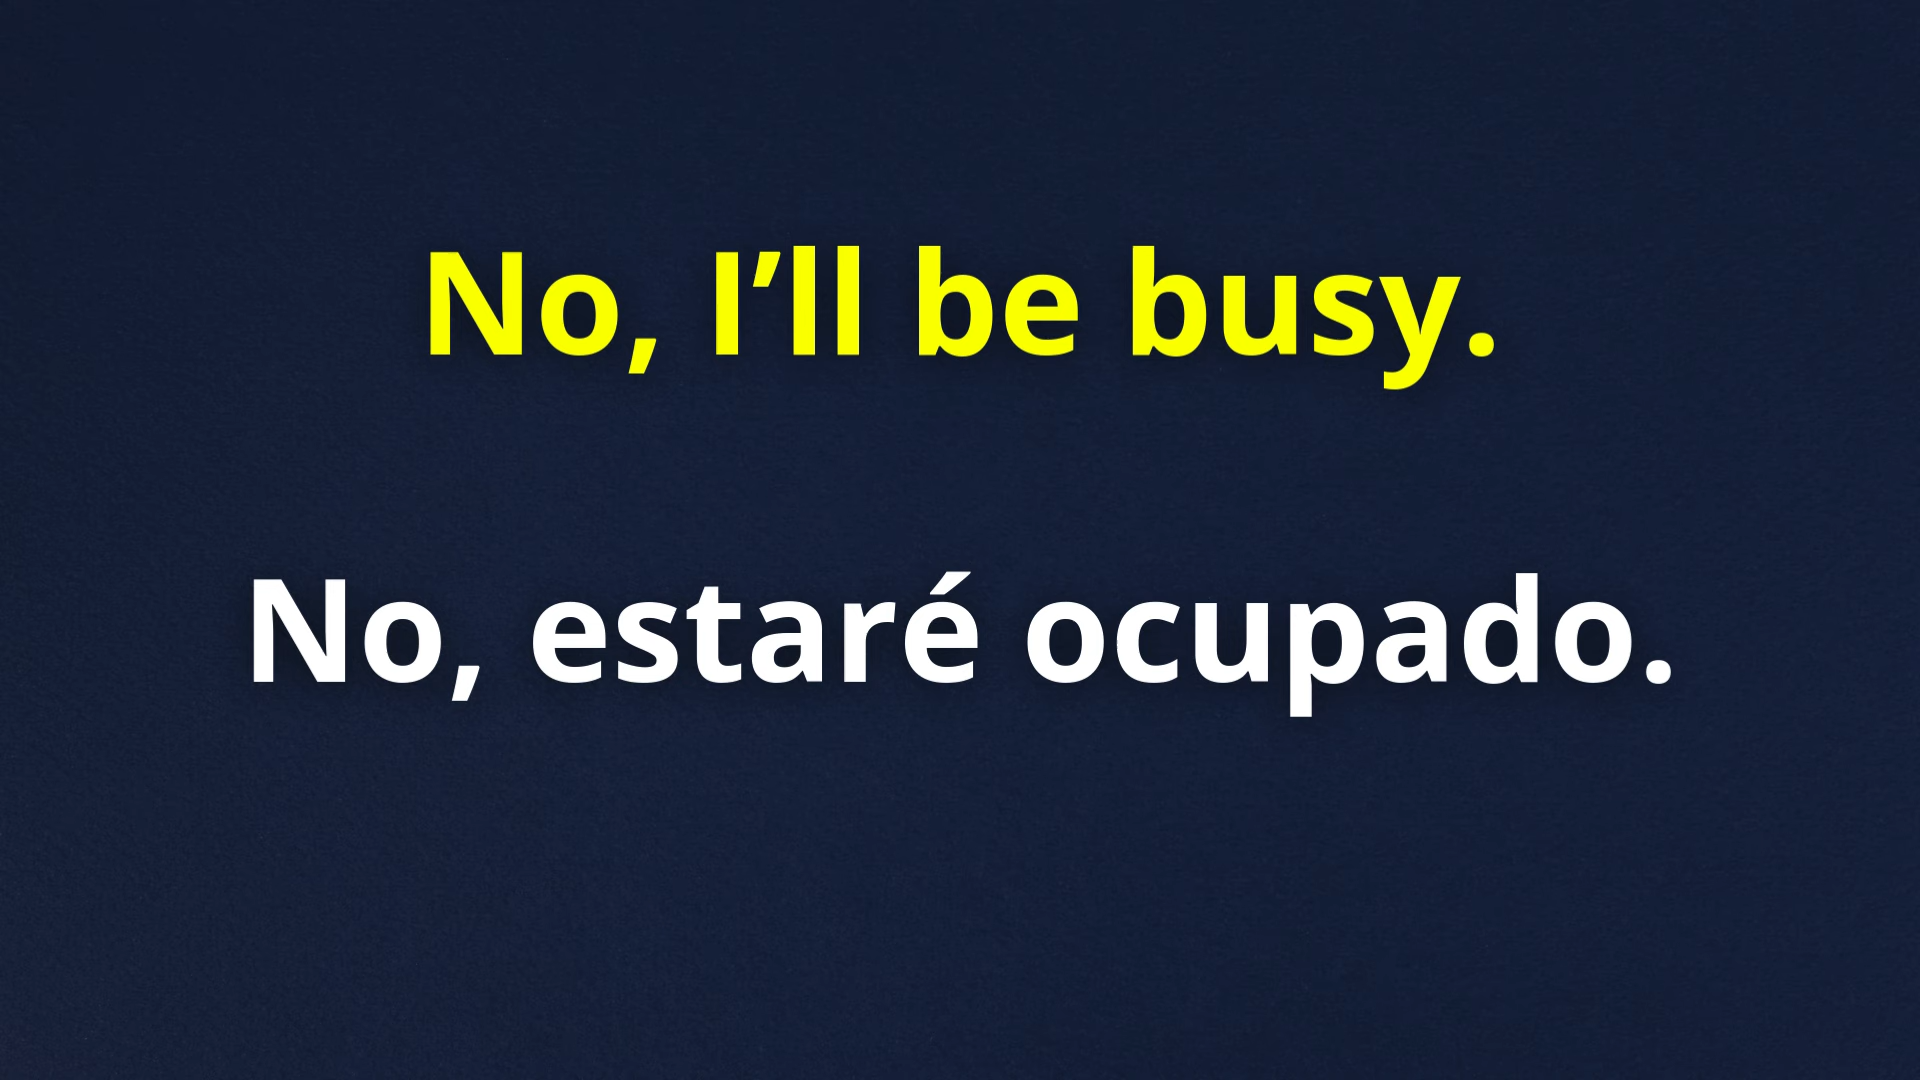 No, I’ll be busy.
No, estaré ocupado.